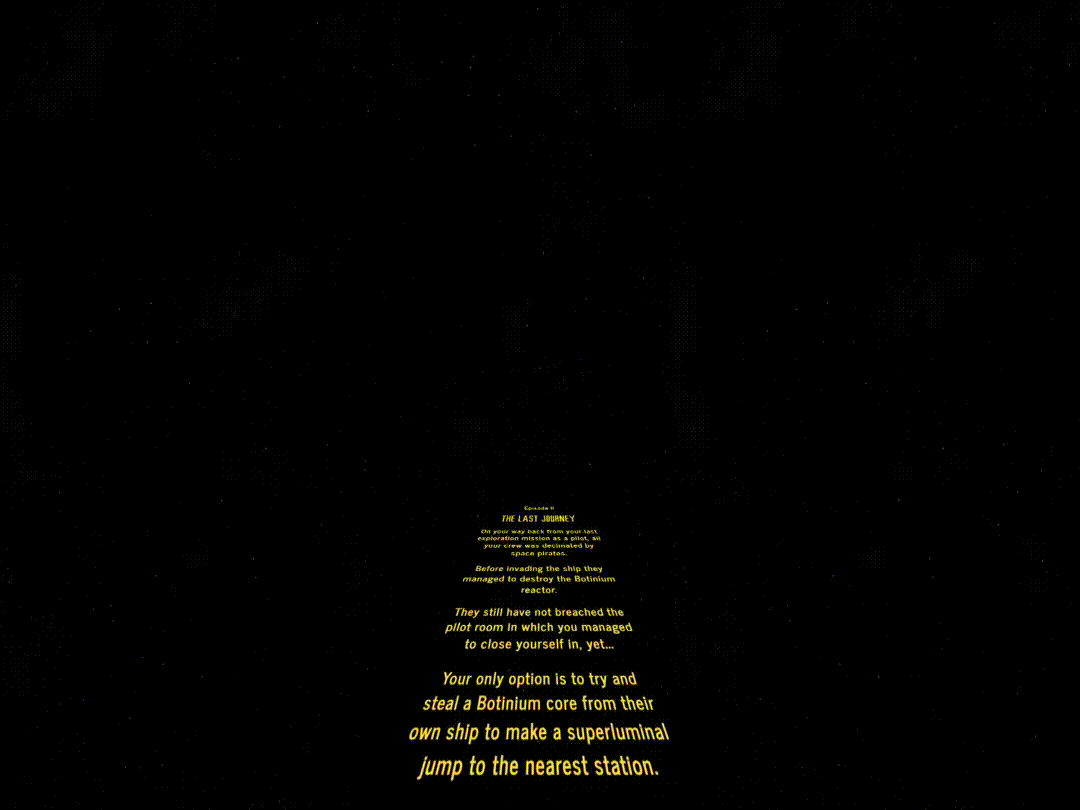 Episode II
THE LAST JOURNEY
On your way back from your last
exploration mission as a pilot, all
your crew was decimated by
space pirates.
Before invading the ship they
managed to destroy the Botinium
reactor.
They still have not breached the
pilot room in which you managed
to close yourself in, yet...
Your only option is to try and
steal a Botinium core from their
own ship to make a superluminal
jump to the nearest station.